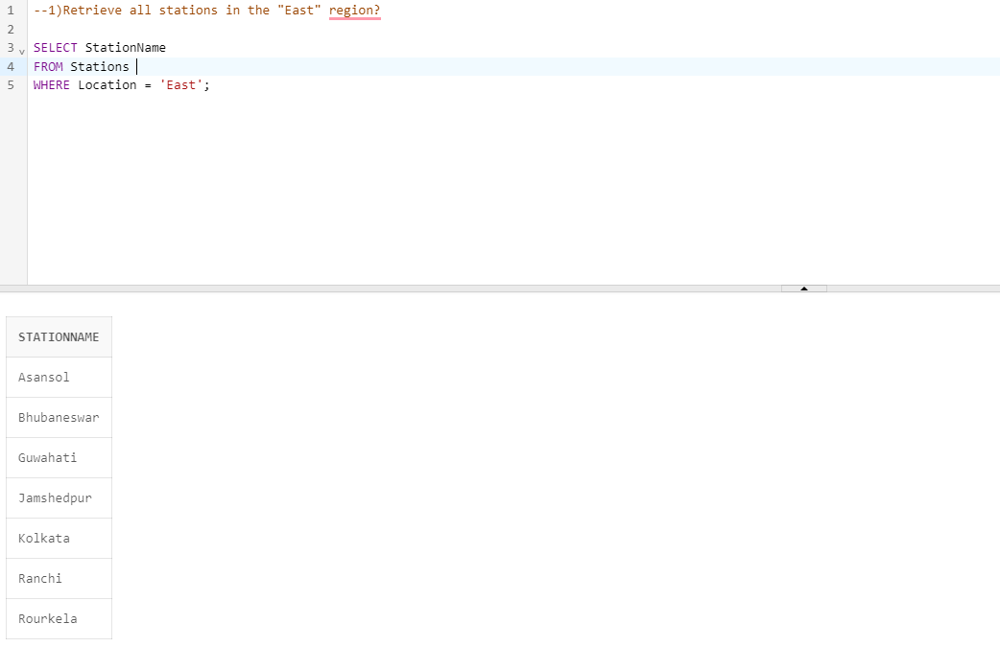 1 --1)Retrieve all stations in the "East" region?
2
3 SELECT StationName
4 FROM Stations
5 WHERE Location = 'East';
STATIONNAME
Asansol
Bhubaneswar
Guwahati
Jamshedpur
Kolkata
Ranchi
Rourkela